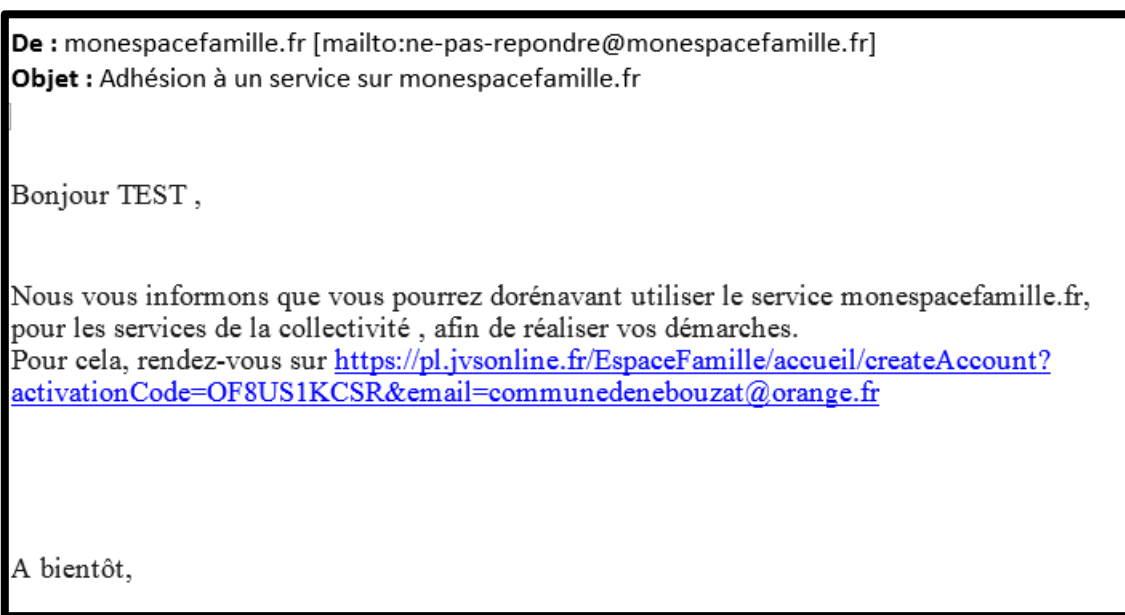 De : monespacefamille.fr [mailto:ne-pas-repondre@monespacefamille.fr]
Objet : Adhésion à un service sur monespacefamille.fr
Bonjour TEST ,
Nous vous informons que vous pourrez dorénavant utiliser le service monespacefamille.fr,
pour les services de la collectivité , afin de réaliser vos démarches.
Pour cela, rendez-vous sur https://pl.jvsonline.fr/EspaceFamille/accueil/createAccount?
activationCode=OF8US1KCSR&email=communedenebouzat@orange.fr
A bientôt,